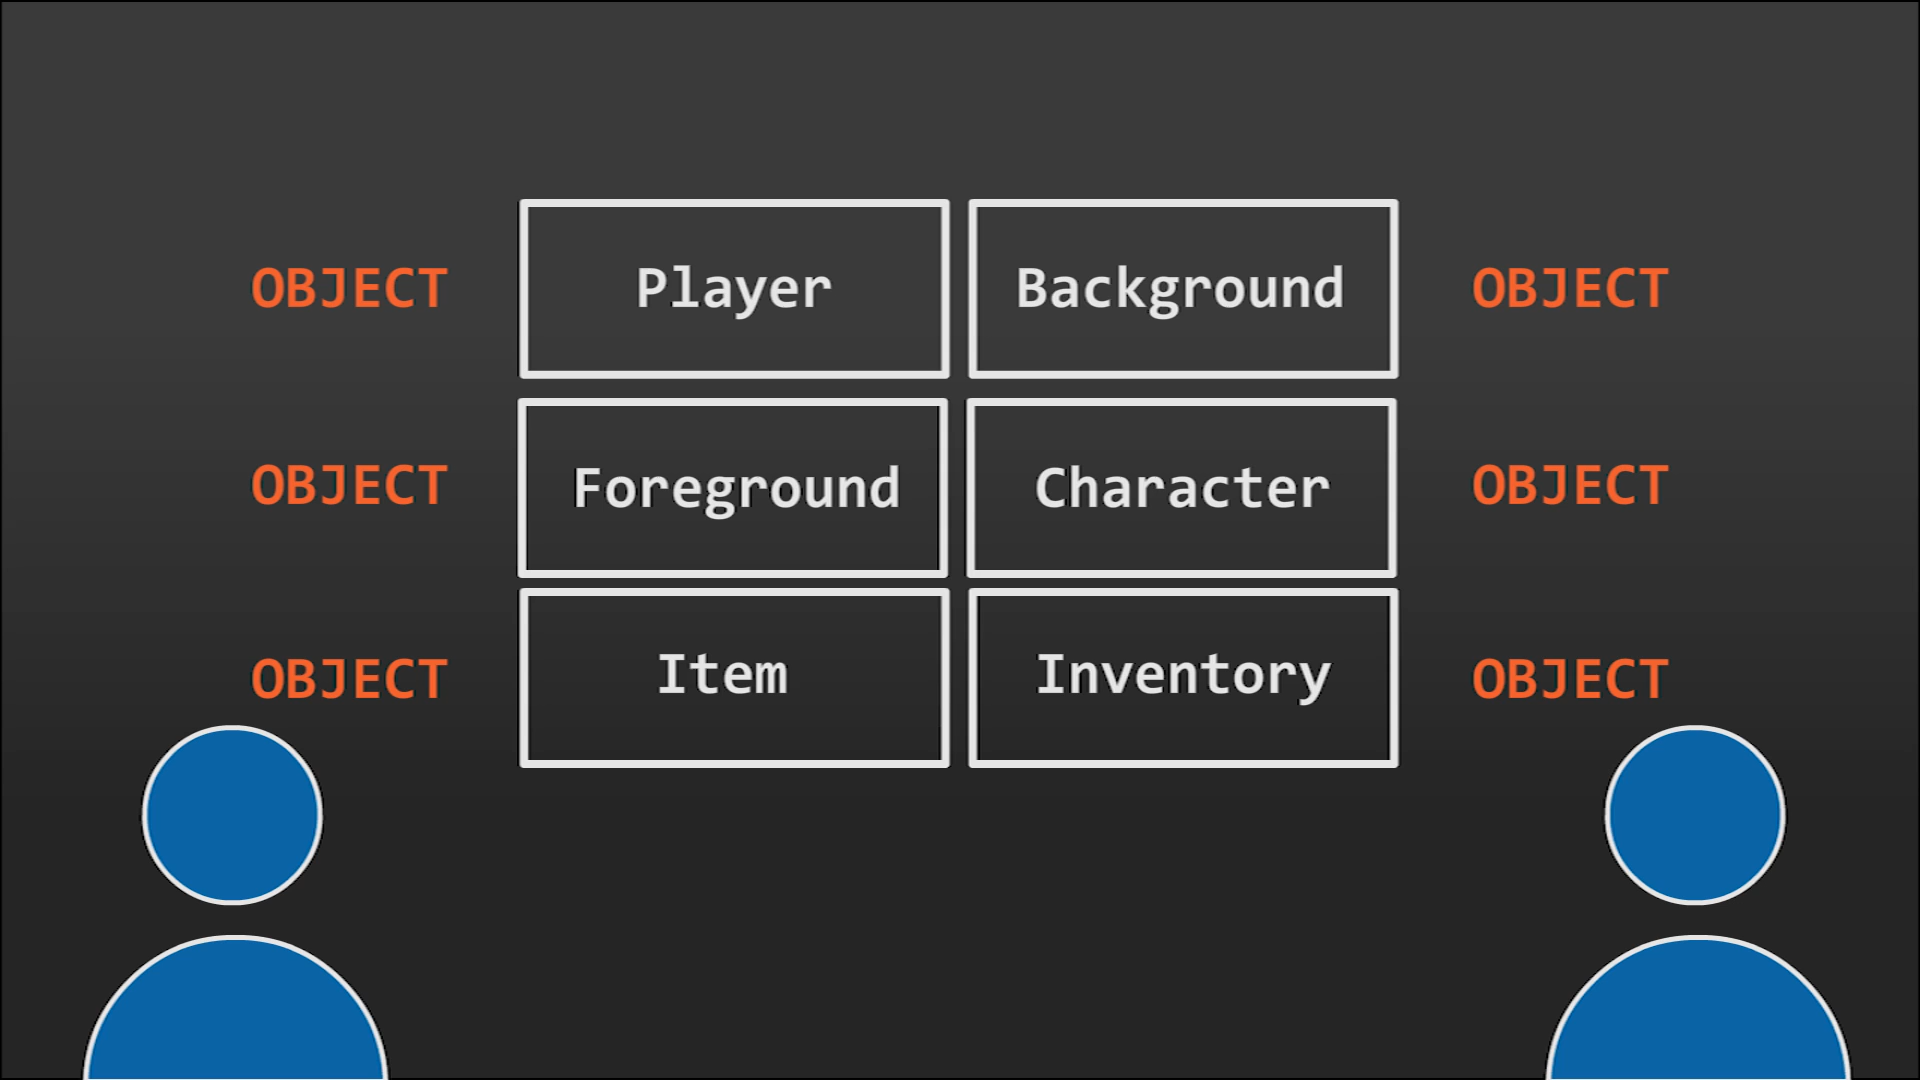 OBJECT Player Background OBJECT
OBJECT Foreground Character OBJECT
OBJECT Item Inventory OBJECT